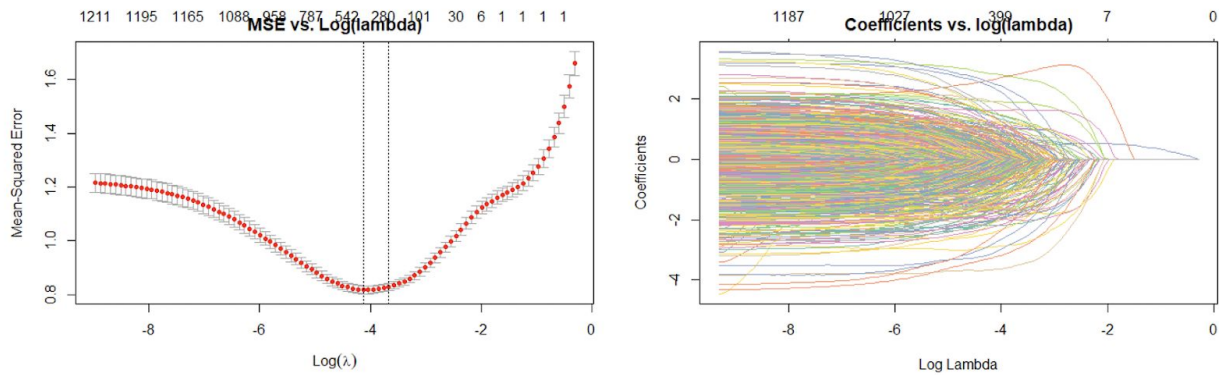 1211 1195 1165 1088 958 787 542 280 101 30 6 1 1 1 1
MSE vs. Log(lambda)
Mean-Squared Error
1.6
1.4
1.2
1.0
0.8
-8 -6 -4 -2 0
Log(λ)
1187 1027 399 7 0
Coefficients vs. log(lambda)
Coefficients
2
0
-2
-4
-8 -6 -4 -2 0
Log Lambda